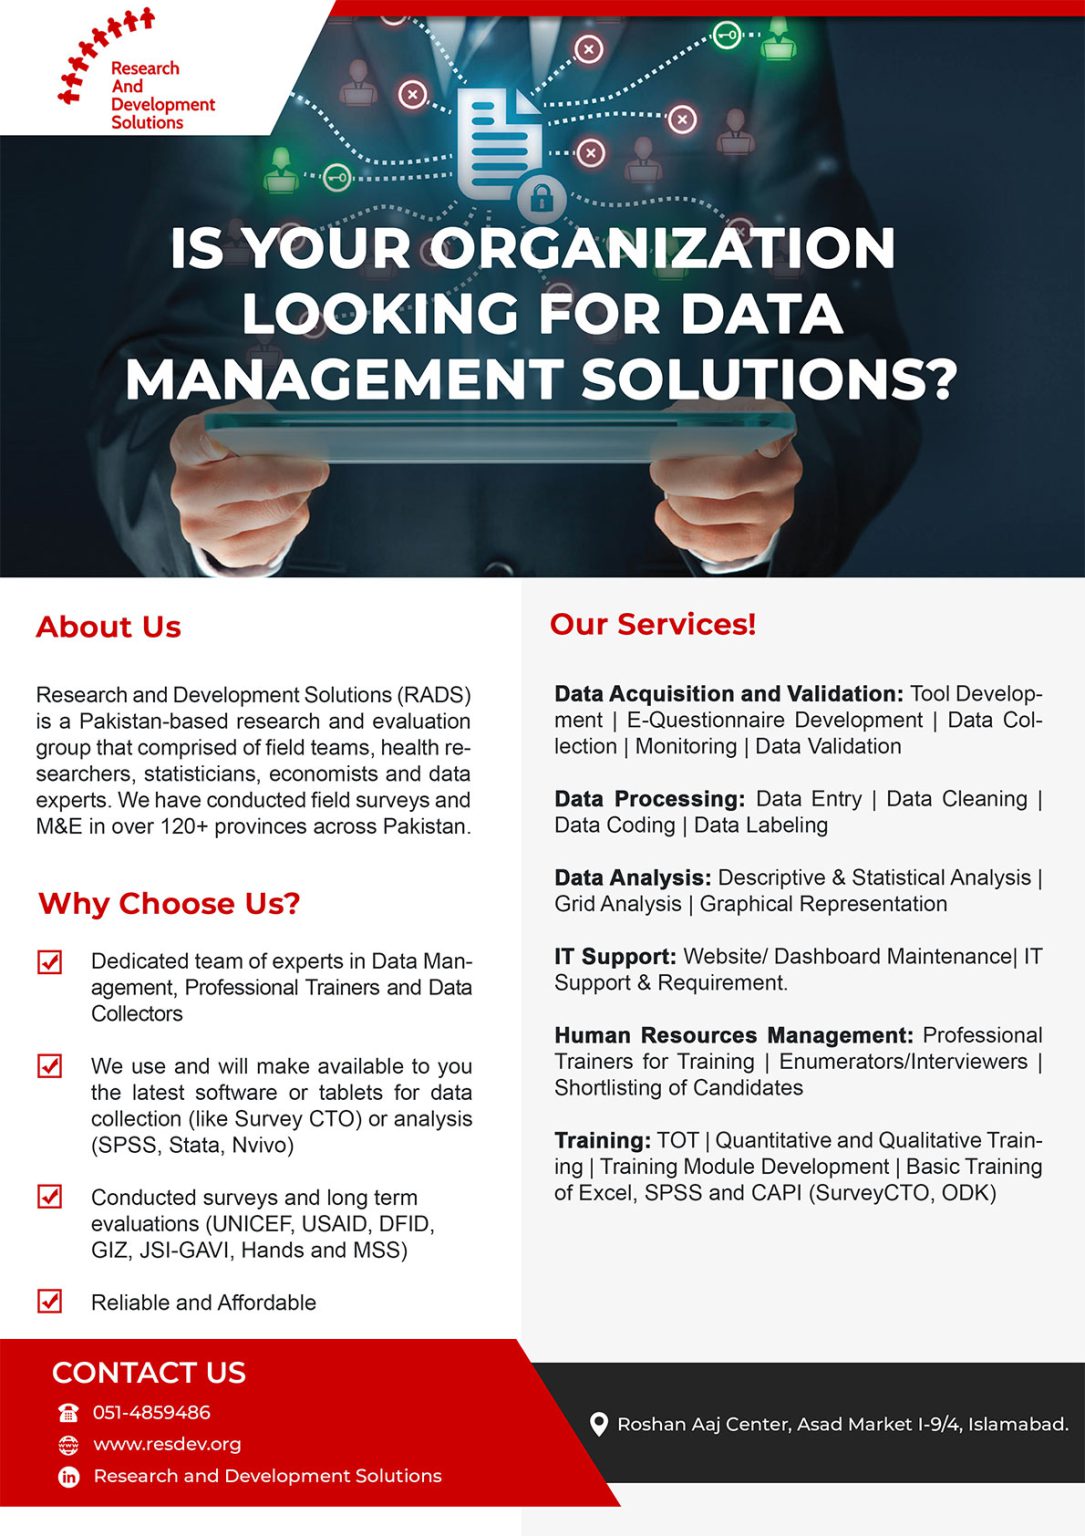 Research
And
Development
Solutions
IS YOUR ORGANIZATION
LOOKING FOR DATA
MANAGEMENT SOLUTIONS?
About Us
Research and Development Solutions (RADS)
is a Pakistan-based research and evaluation
group that comprised of field teams, health re-
searchers, statisticians, economists and data
experts. We have conducted field surveys and
M&E in over 120+ provinces across Pakistan.
Why Choose Us?
Dedicated team of experts in Data Man-
agement, Professional Trainers and Data
Collectors
We use and will make available to you
the latest software or tablets for data
collection (like Survey CTO) or analysis
(SPSS, Stata, Nvivo)
Conducted surveys and long term
evaluations (UNICEF, USAID, DFID,
GIZ, JSI-GAVI, Hands and MSS)
Reliable and Affordable
Our Services!
Data Acquisition and Validation: Tool Develop-
ment | E-Questionnaire Development | Data Col-
lection | Monitoring | Data Validation
Data Processing: Data Entry | Data Cleaning |
Data Coding | Data Labeling
Data Analysis: Descriptive & Statistical Analysis |
Grid Analysis | Graphical Representation
IT Support: Website/ Dashboard Maintenance| IT
Support & Requirement.
Human Resources Management: Professional
Trainers for Training | Enumerators/Interviewers |
Shortlisting of Candidates
Training: TOT | Quantitative and Qualitative Train-
ing | Training Module Development | Basic Training
of Excel, SPSS and CAPI (SurveyCTO, ODK)
CONTACT US
051-4859486
www.resdev.org
Research and Development Solutions
Roshan Aaj Center, Asad Market I-9/4, Islamabad.